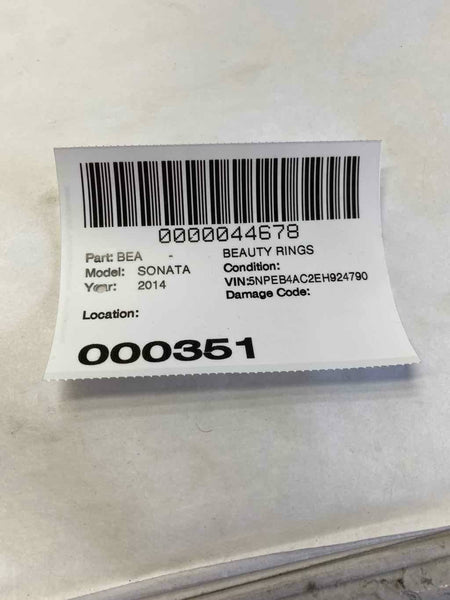 0000044678
Part: BEA - BEAUTY RINGS
Model: SONATA Condition:
Year: 2014 VIN:5NPEB4AC2EH924790
Damage Code:
Location:
000351